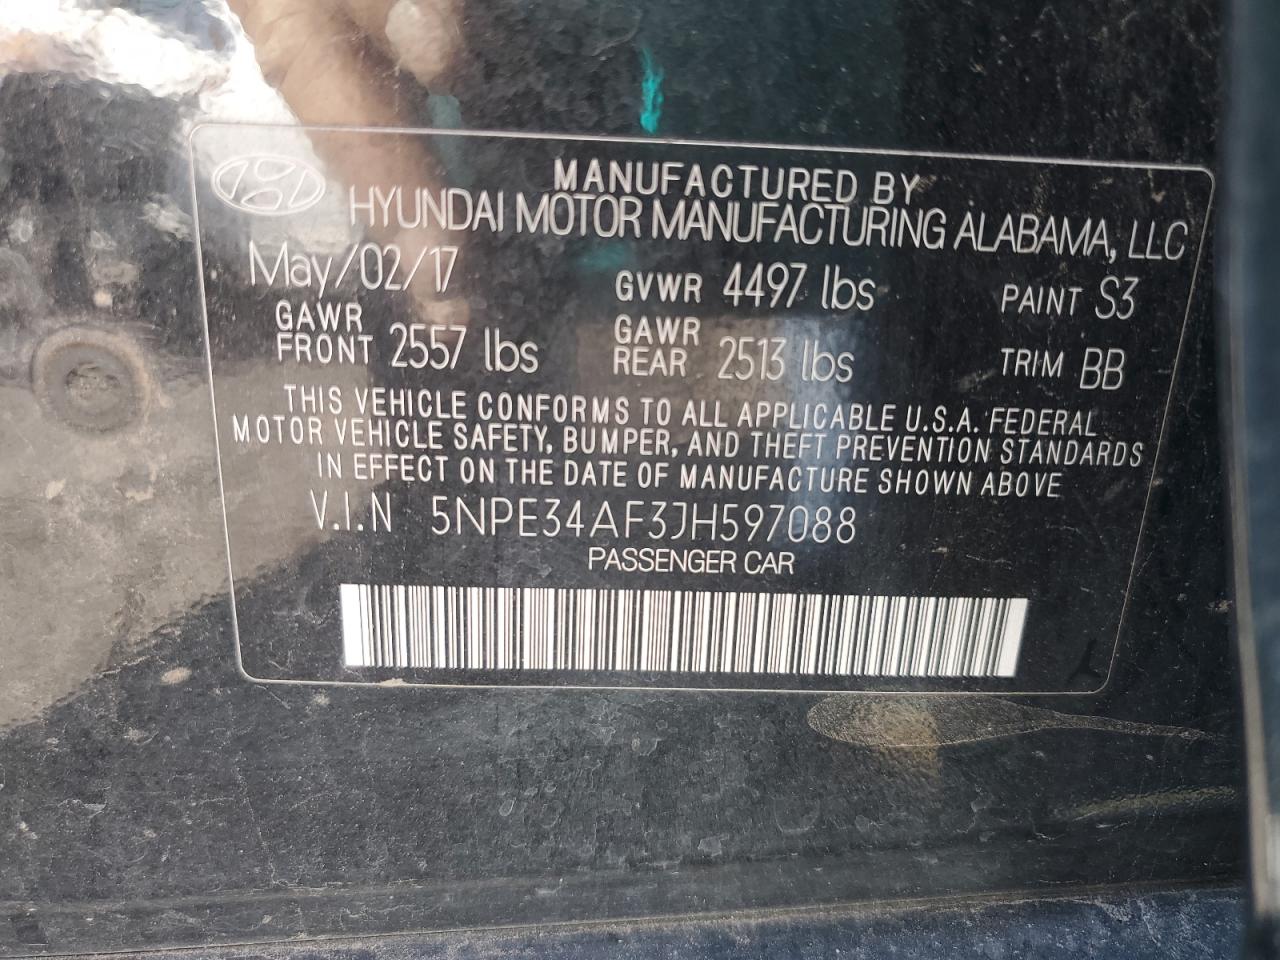 MANUFACTURED BY
HYUNDAI MOTOR MANUFACTURING ALABAMA, LLC
May/02/17 GVWR 4497 lbs PAINT S3
GAWR FRONT 2557 lbs GAWR REAR 2513 lbs TRIM BB
THIS VEHICLE CONFORMS TO ALL APPLICABLE U.S.A. FEDERAL
MOTOR VEHICLE SAFETY, BUMPER, AND THEFT PREVENTION STANDARDS
IN EFFECT ON THE DATE OF MANUFACTURE SHOWN ABOVE
V.I.N 5NPE34AF3JH597088
PASSENGER CAR